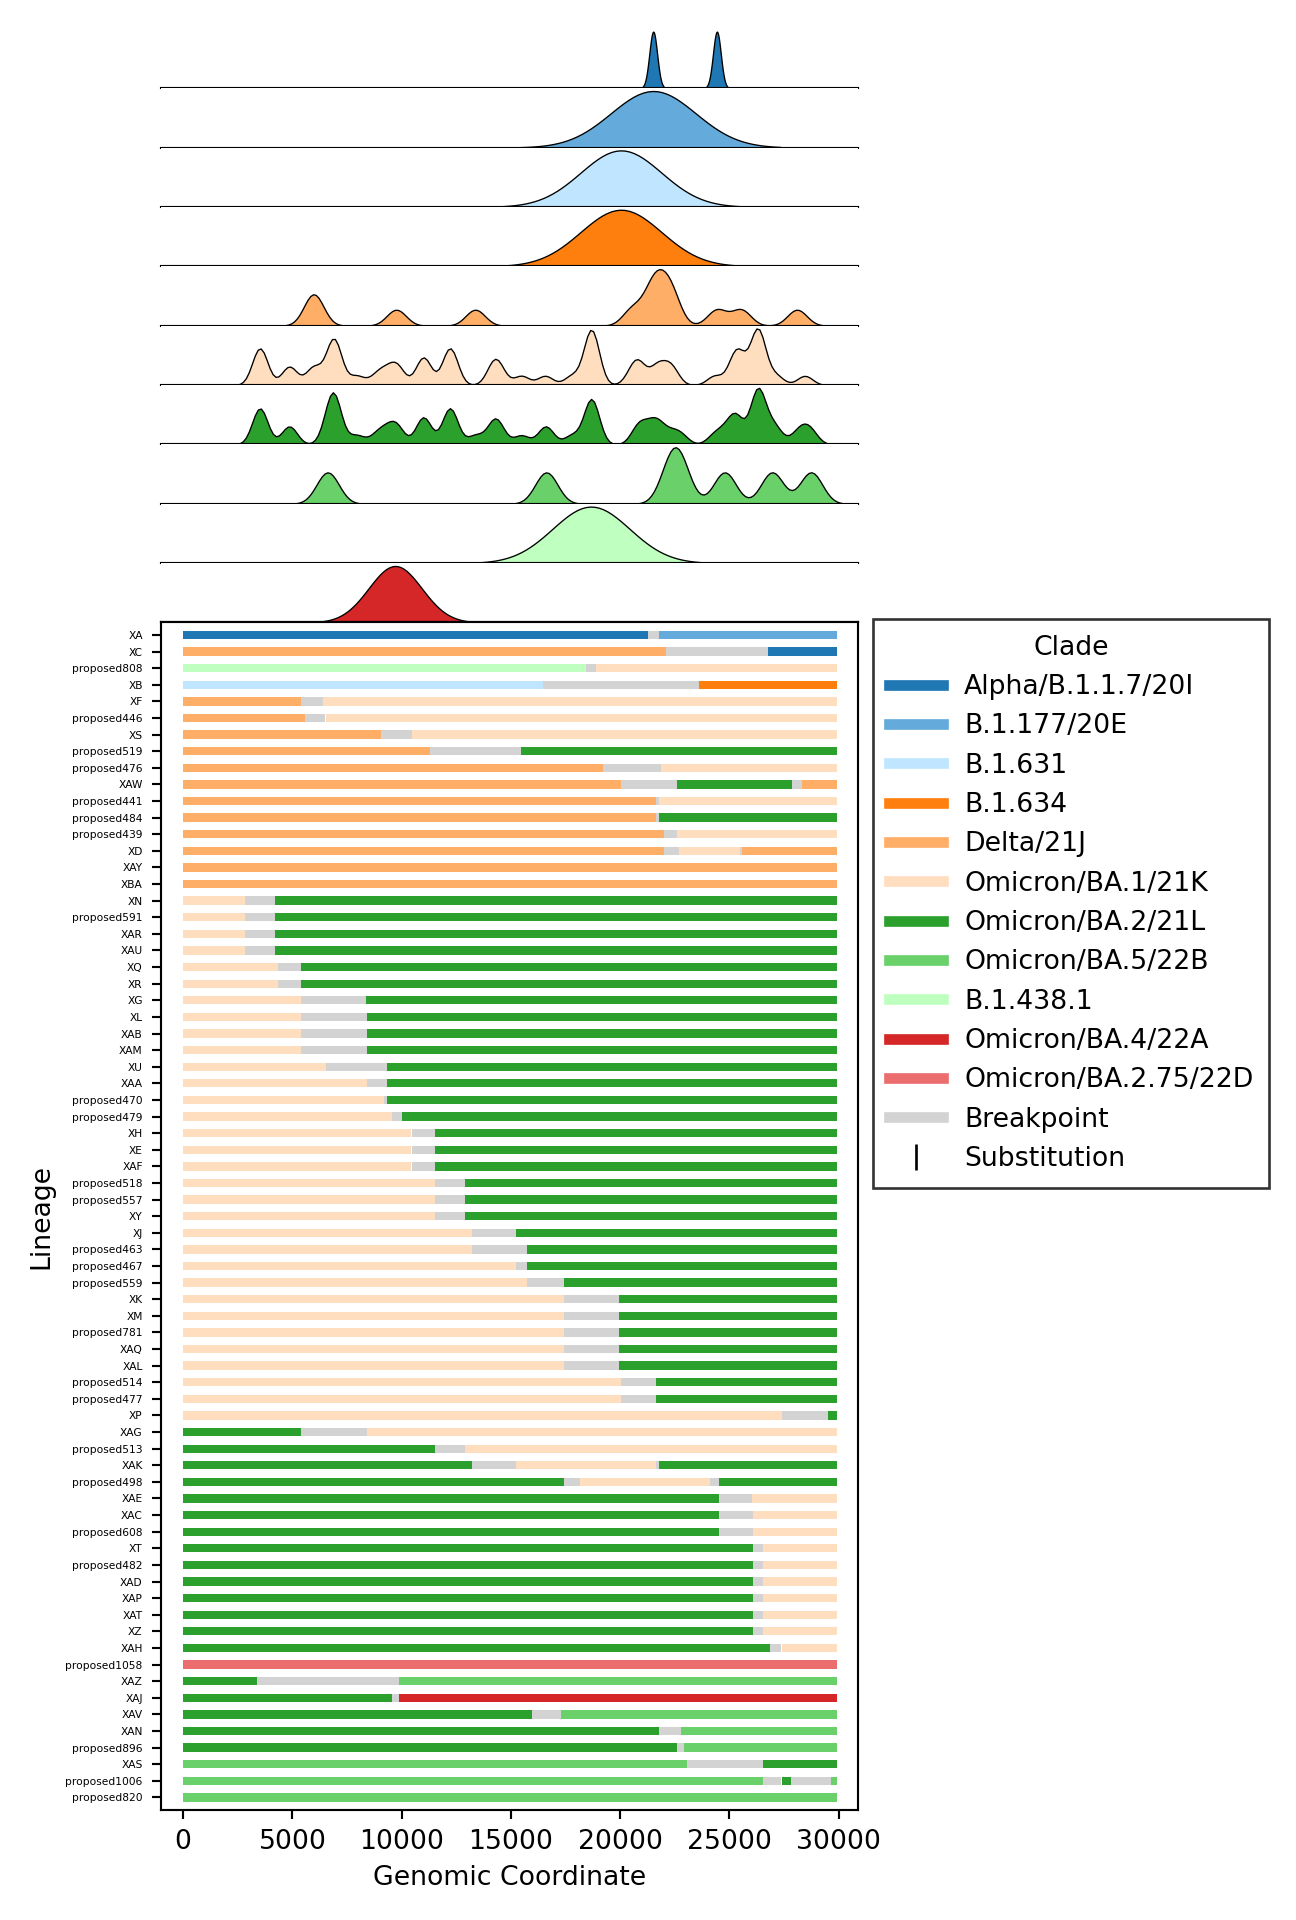 XA
XC
proposed808
XB
XF
proposed446
XS
proposed519
proposed476
XAW
proposed441
proposed484
proposed439
XD
XAY
XBA
XN
proposed591
XAR
XAU
XQ
XR
XG
XL
XAB
XAM
XU
XAA
proposed470
proposed479
XH
XE
XAF
proposed518
proposed557
XY
XJ
proposed463
proposed467
proposed559
XK
XM
proposed781
XAQ
XAL
proposed514
proposed477
XP
XAG
proposed513
XAK
proposed498
XAE
XAC
proposed608
XT
proposed482
XAD
XAP
XAT
XZ
XAH
proposed1058
XAZ
XAJ
XAV
XAN
proposed896
XAS
proposed1006
proposed820
Lineage
0 5000 10000 15000 20000 25000 30000
Genomic Coordinate
Clade
Alpha/B.1.1.7/20I
B.1.177/20E
B.1.631
B.1.634
Delta/21J
Omicron/BA.1/21K
Omicron/BA.2/21L
Omicron/BA.5/22B
B.1.438.1
Omicron/BA.4/22A
Omicron/BA.2.75/22D
Breakpoint
Substitution